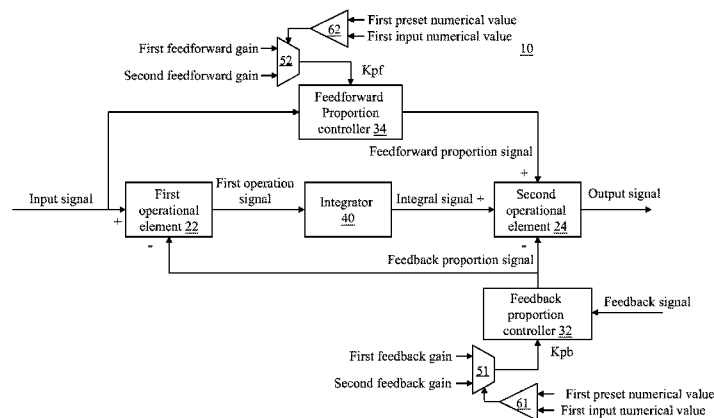 First preset numerical value
62
First input numerical value
10
First feedforward gain
52
Second feedforward gain
Kpf
Feedforward
Proportion
controller 34
Feedforward proportion signal
+
Input signal
+
-
First
operational
element 22
First operation
signal
Integrator
40
Integral signal +
Second
operational
element 24
-
Output signal
Feedback proportion signal
Feedback
proportion
controller 32
Feedback signal
First feedback gain
51
Kpb
Second feedback gain
61
First preset numerical value
First input numerical value